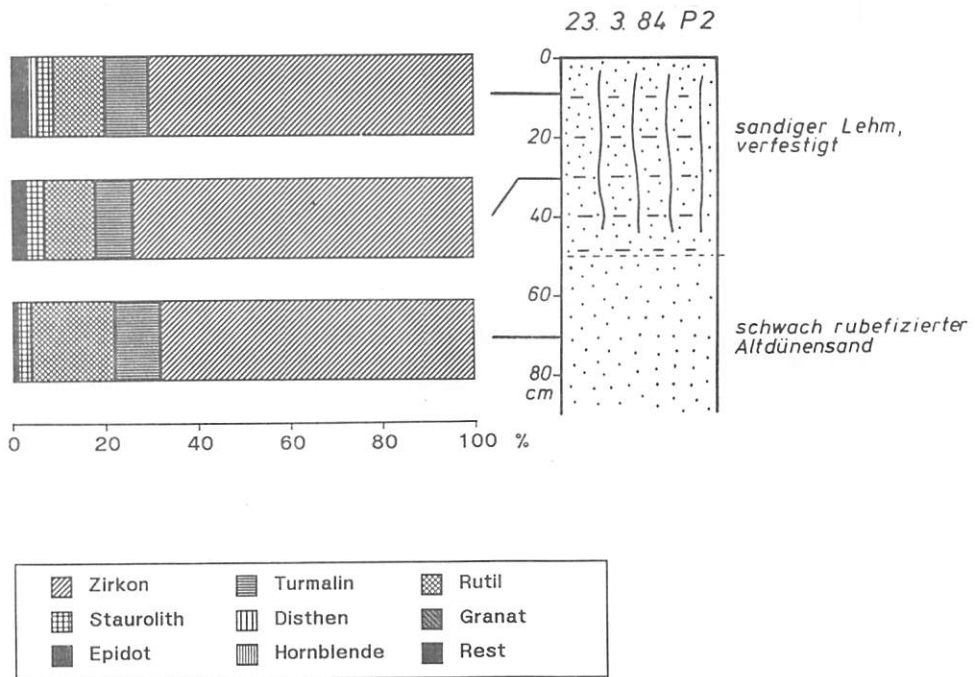 23. 3. 84 P2
0
20
40
60
80
cm
sandiger Lehm,
verfestigt
schwach rubefizierter
Altdünensand
0 20 40 60 80 100 %
Zirkon Turmalin Rutil
Staurolith Disthen Granat
Epidot Hornblende Rest